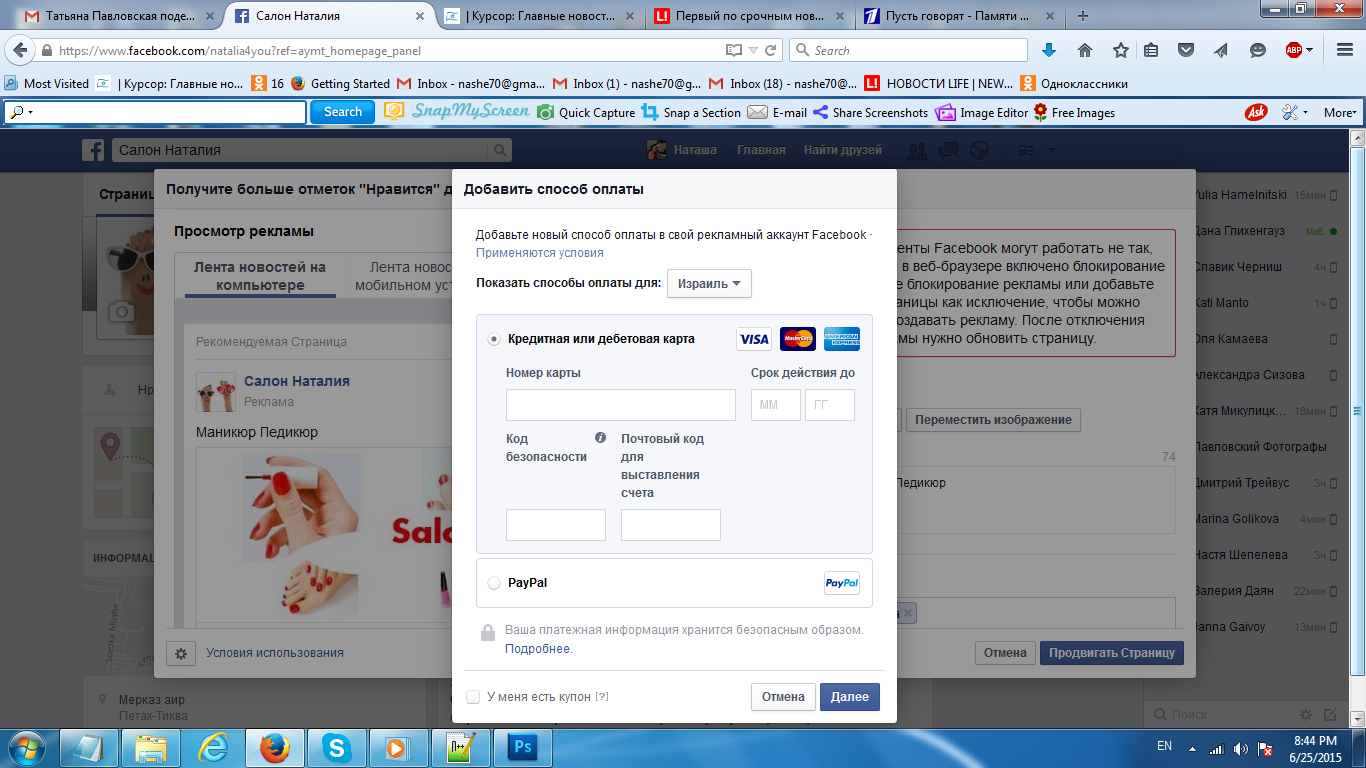 Татьяна Павловская поде...
Салон Наталия
| Курсор: Главные новост...
Первый по срочным нов...
Пусть говорят - Памяти ...
https://www.facebook.com/natalia4you?ref=aymt_homepage_panel
Search
ABP
Most Visited
| Курсор: Главные но...
16
Getting Started
Inbox - nashe70@gma...
Inbox (1) - nashe70@g...
Inbox (18) - nashe70@...
НОВОСТИ LIFE | NEW...
Одноклассники
Search
SnapMyScreen
Quick Capture
Snap a Section
E-mail
Share Screenshots
Image Editor
Free Images
Ask
More
Салон Наталия
Наташа
Главная
Найти друзей
Страни
Получите больше отметок "Нравится" д
Просмотр рекламы
Лента новостей на
компьютере
Лента новос
мобильном уст
Рекомендуемая Страница
Салон Наталия
Реклама
Маникюр Педикюр
Salo
Нр
ИНФОРМАЦ
Soroka Moshe
Мерказ аир
Петах-Тиква
Условия использования
Добавить способ оплаты
Добавьте новый способ оплаты в свой рекламный аккаунт Facebook ·
Применяются условия
Показать способы оплаты для:
Израиль
Кредитная или дебетовая карта
VISA
MasterCard
AMERICAN EXPRESS
Номер карты
Срок действия до
ММ
ГГ
Код
безопасности
Почтовый код
для
выставления
счета
PayPal
PayPal
Ваша платежная информация хранится безопасным образом.
Подробнее.
У меня есть купон [?]
Отмена
Далее
енты Facebook могут работать не так,
в веб-браузере включено блокирование
е блокирование рекламы или добавьте
аницы как исключение, чтобы можно
оздавать рекламу. После отключения
мы нужно обновить страницу.
Переместить изображение
74
Педикюр
Отмена
Продвигать Страницу
Yulia Hamelnitski 15мин
Дана Глихенгауз Моб.
Славик Черниш 4ч
Kati Manto 1ч
Оля Камаева
Александра Сизова
Катя Микулицк... 18мин
Павловский Фотографы
Дмитрий Трейвус 3ч
Marina Golikova 4мин
Настя Шепелева 3ч
Валерия Даян 22мин
Janna Gaivoy 13мин
Поиск
Ps
EN
8:44 PM
6/25/2015